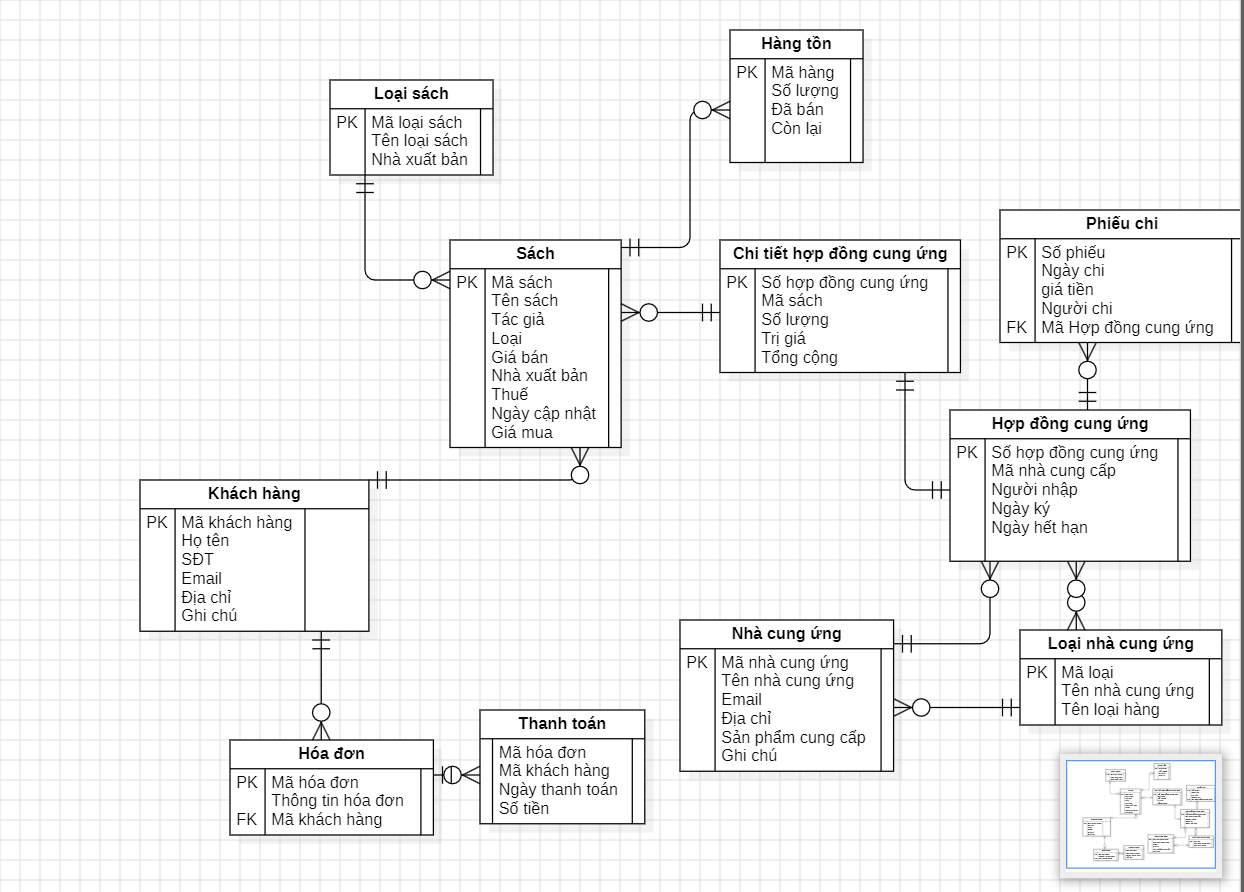 Hàng tồn
PK Mã hàng
Số lượng
Đã bán
Còn lại
Loại sách
PK Mã loại sách
Tên loại sách
Nhà xuất bản
Phiếu chi
PK Số phiếu
Ngày chi
giá tiền
Người chi
FK Mã Hợp đồng cung ứng
Sách
PK Mã sách
Tên sách
Tác giả
Loại
Giá bán
Nhà xuất bản
Thuế
Ngày cập nhật
Giá mua
Chi tiết hợp đồng cung ứng
PK Số hợp đồng cung ứng
Mã sách
Số lượng
Trị giá
Tổng cộng
Hợp đồng cung ứng
PK Số hợp đồng cung ứng
Mã nhà cung cấp
Người nhập
Ngày ký
Ngày hết hạn
Khách hàng
PK Mã khách hàng
Họ tên
SĐT
Email
Địa chỉ
Ghi chú
Nhà cung ứng
PK Mã nhà cung ứng
Tên nhà cung ứng
Email
Địa chỉ
Sản phẩm cung cấp
Ghi chú
Loại nhà cung ứng
PK Mã loại
Tên nhà cung ứng
Tên loại hàng
Thanh toán
Mã hóa đơn
Mã khách hàng
Ngày thanh toán
Số tiền
Hóa đơn
PK Mã hóa đơn
Thông tin hóa đơn
FK Mã khách hàng